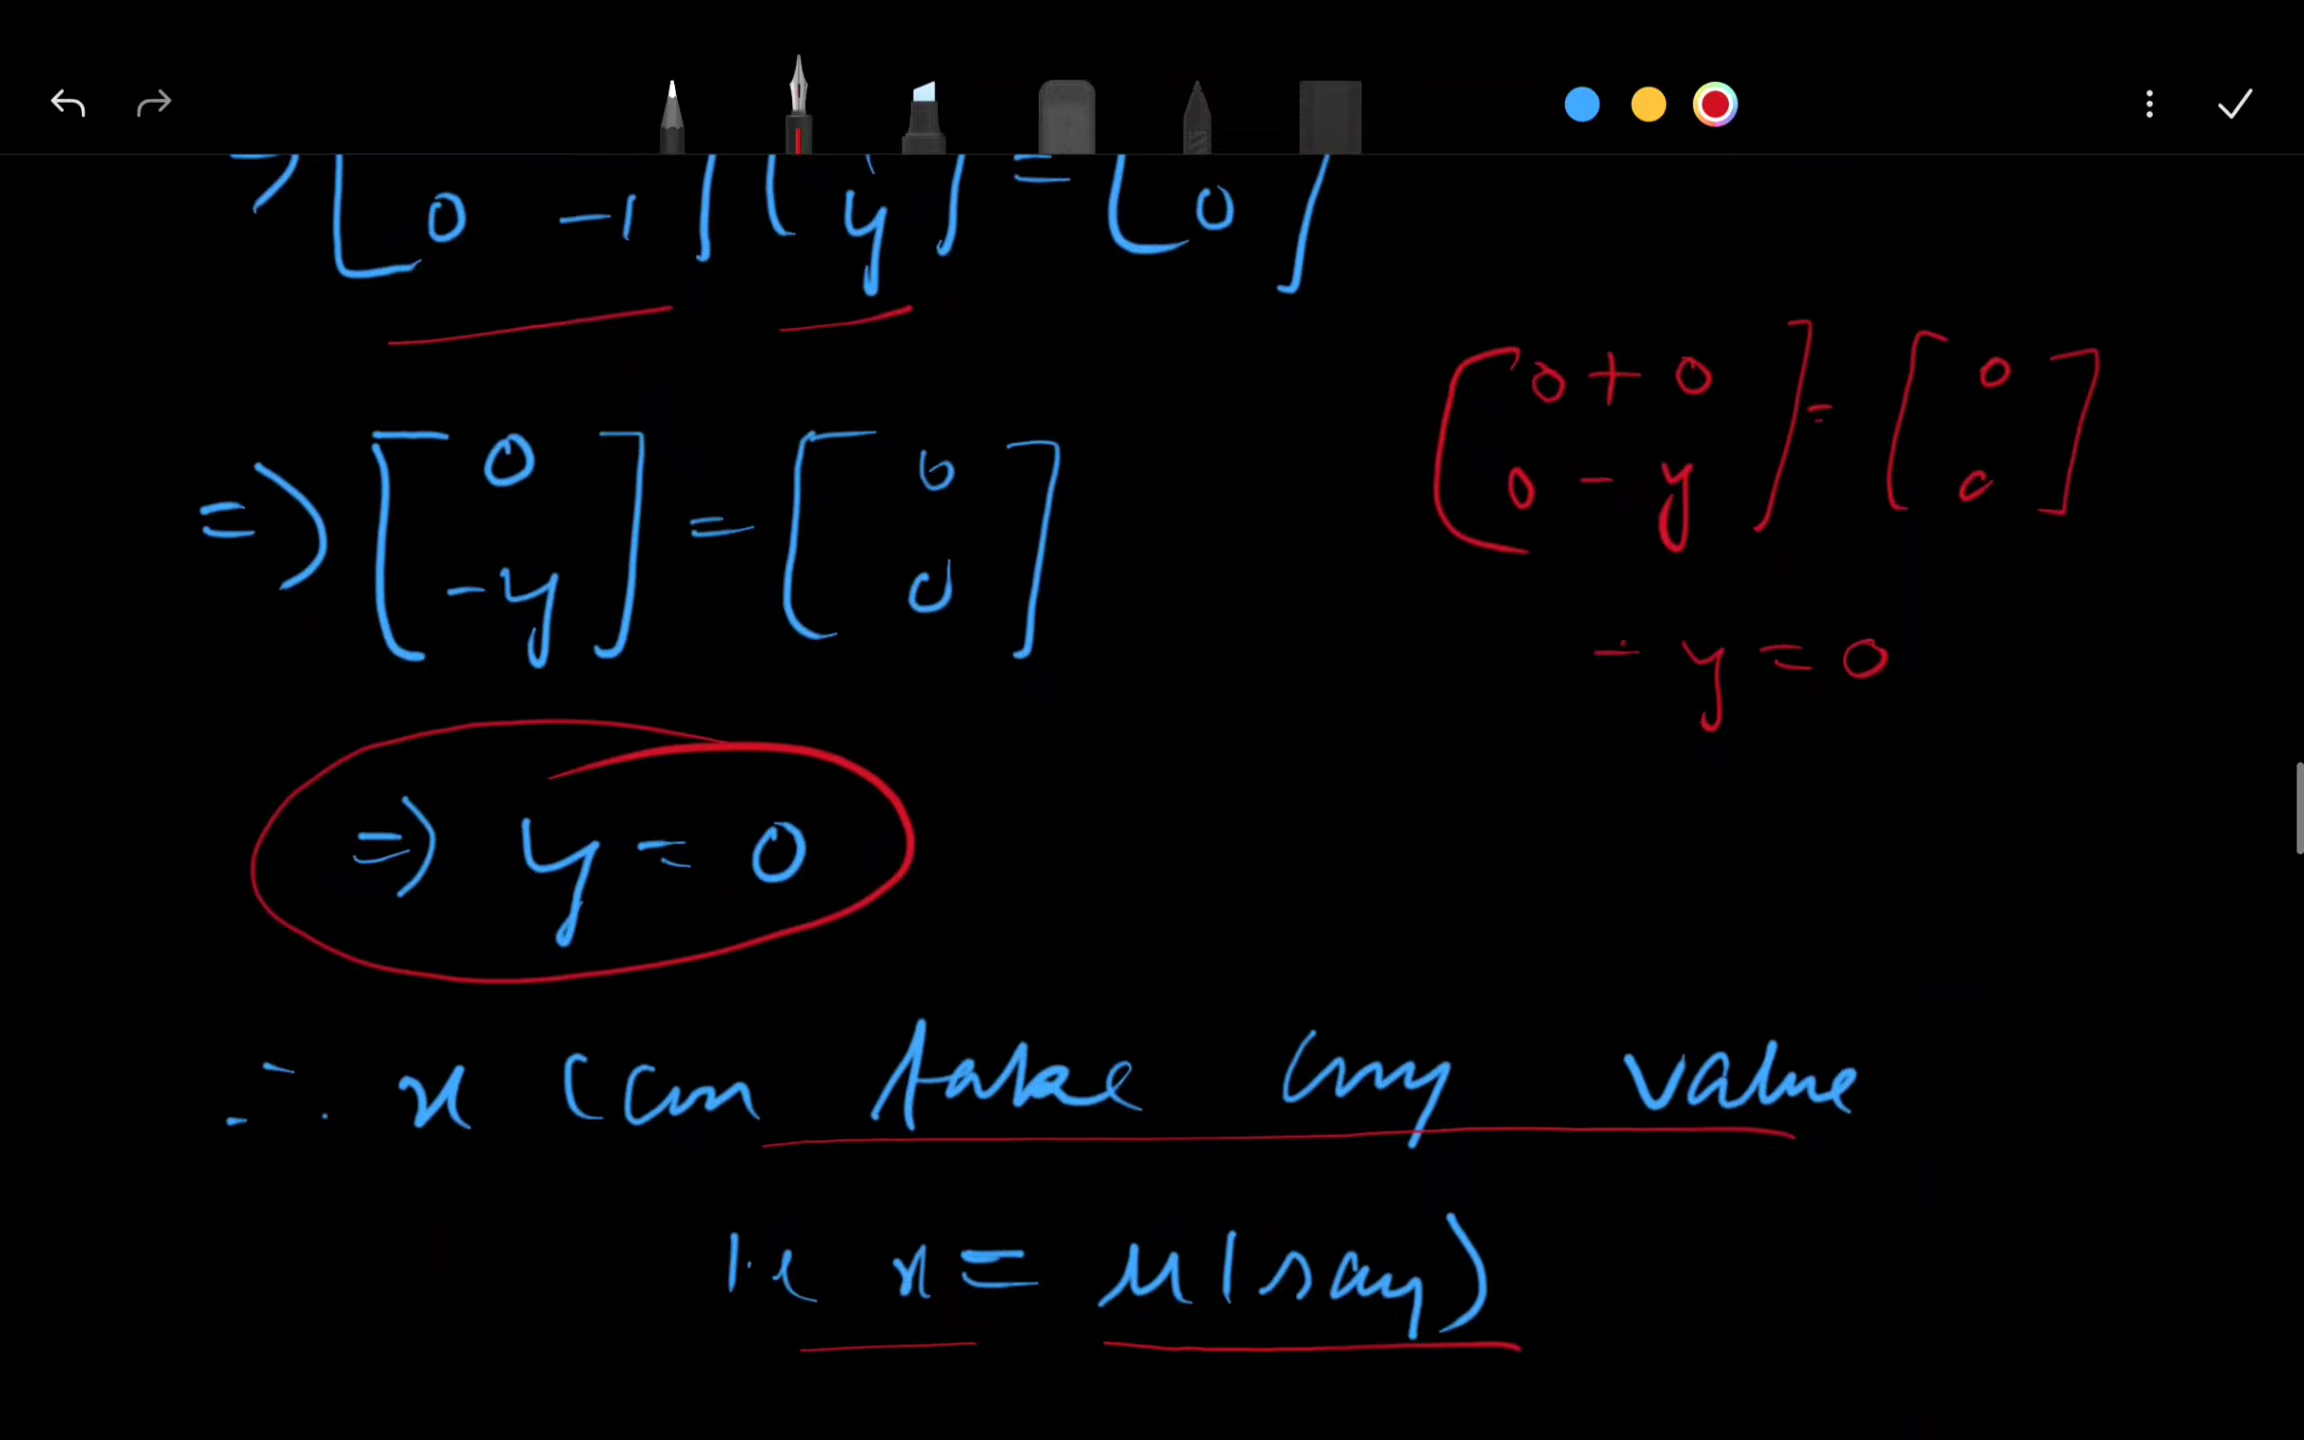 ⇒ [ 0 -1 ] [ y ] = [ 0 ]
[ 0 + 0
0 - y ] = [ 0
0 ]
⇒ [ 0
-y ] = [ 0
0 ]
- y = 0
⇒ y = 0
∴ x can take any value
i.e x = μ (say)